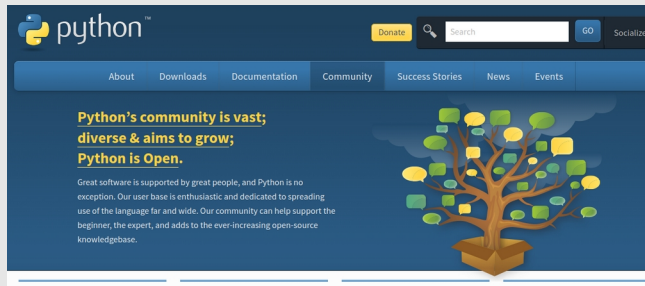 python™
Donate
Search
GO
Socialize
About Downloads Documentation Community Success Stories News Events
Python's community is vast;
diverse & aims to grow;
Python is Open.
Great software is supported by great people, and Python is no
exception. Our user base is enthusiastic and dedicated to spreading
use of the language far and wide. Our community can help support the
beginner, the expert, and adds to the ever-increasing open-source
knowledgebase.